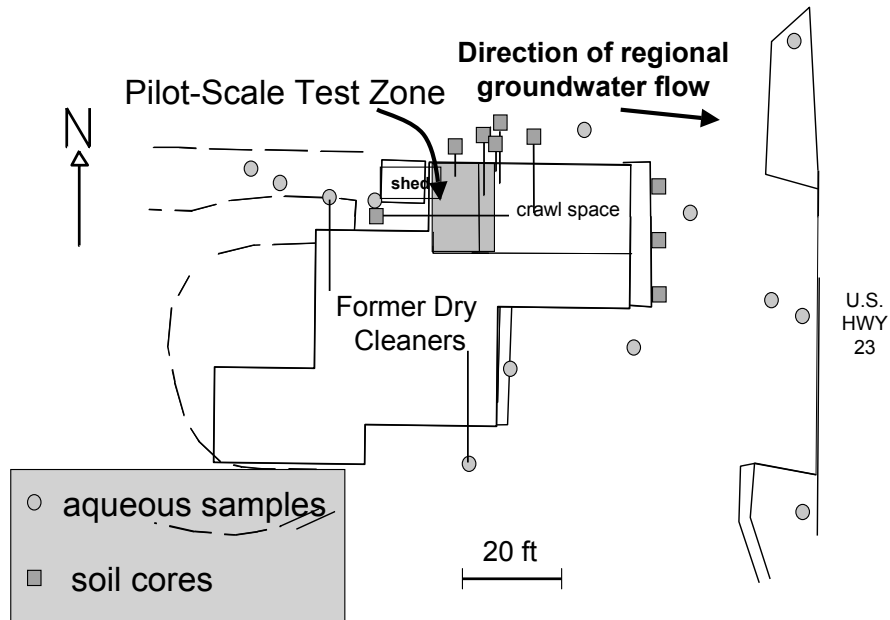 Direction of regional
groundwater flow
Pilot-Scale Test Zone
N
shed
crawl space
Former Dry
Cleaners
U.S.
HWY
23
aqueous samples
soil cores
20 ft